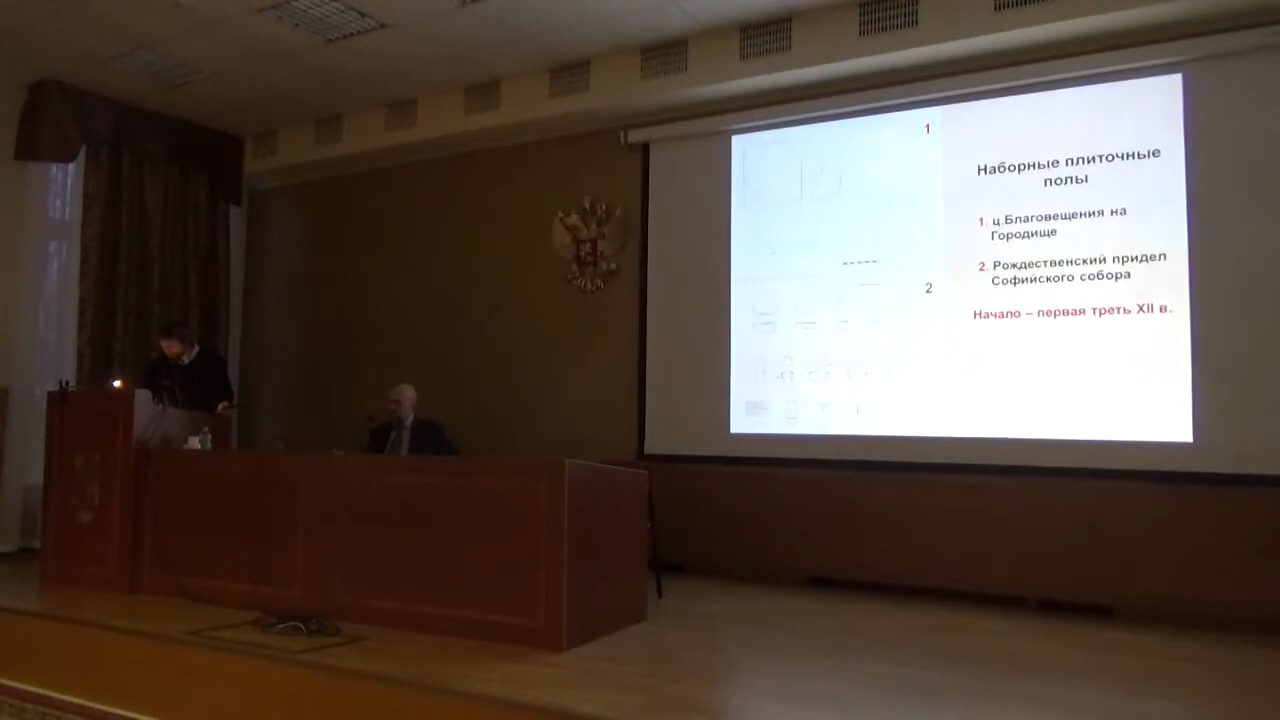 1
Наборные плиточные
полы
1. ц.Благовещения на
Городище
2. Рождественский придел
Софийского собора
2
Начало – первая треть XII в.